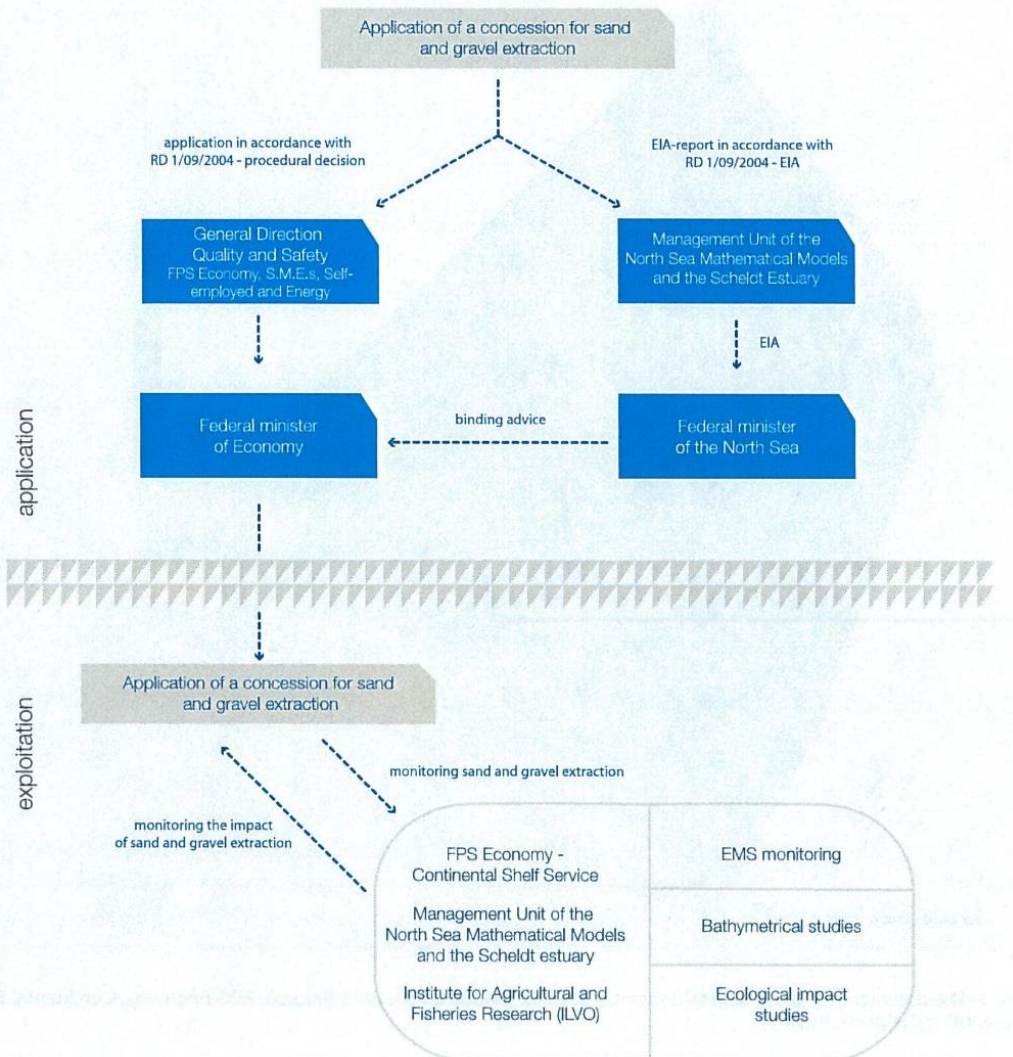 Application of a concession for sand
and gravel extraction
application in accordance with
RD 1/09/2004 - procedural decision
EIA-report in accordance with
RD 1/09/2004 - EIA
General Direction
Quality and Safety
FPS Economy, S.M.E.s, Self-
employed and Energy
Management Unit of the
North Sea Mathematical Models
and the Scheldt Estuary
EIA
Federal minister
of Economy
binding advice
Federal minister
of the North Sea
application
exploitation
Application of a concession for sand
and gravel extraction
monitoring sand and gravel extraction
monitoring the impact
of sand and gravel extraction
FPS Economy -
Continental Shelf Service
EMS monitoring
Management Unit of the
North Sea Mathematical Models
and the Scheldt estuary
Bathymetrical studies
Institute for Agricultural and
Fisheries Research (ILVO)
Ecological impact
studies